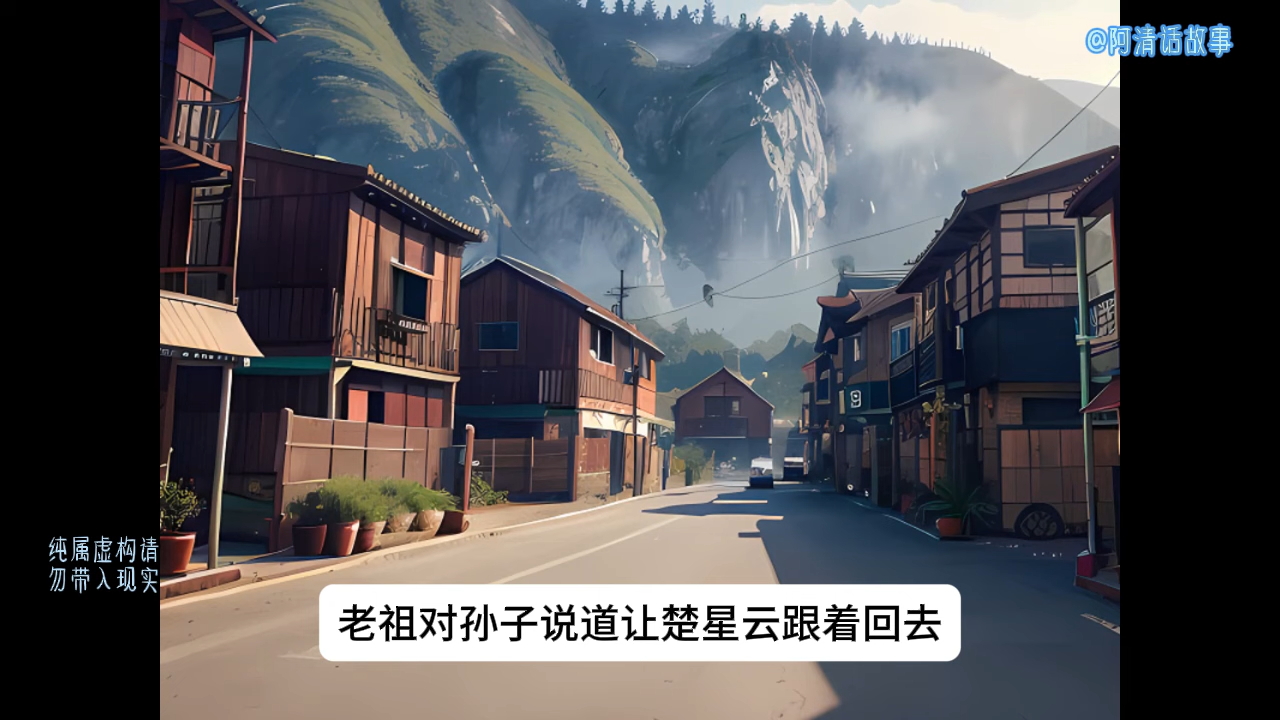 @阿清话故事
纯属虚构请
勿带入现实
老祖对孙子说道让楚星云跟着回去